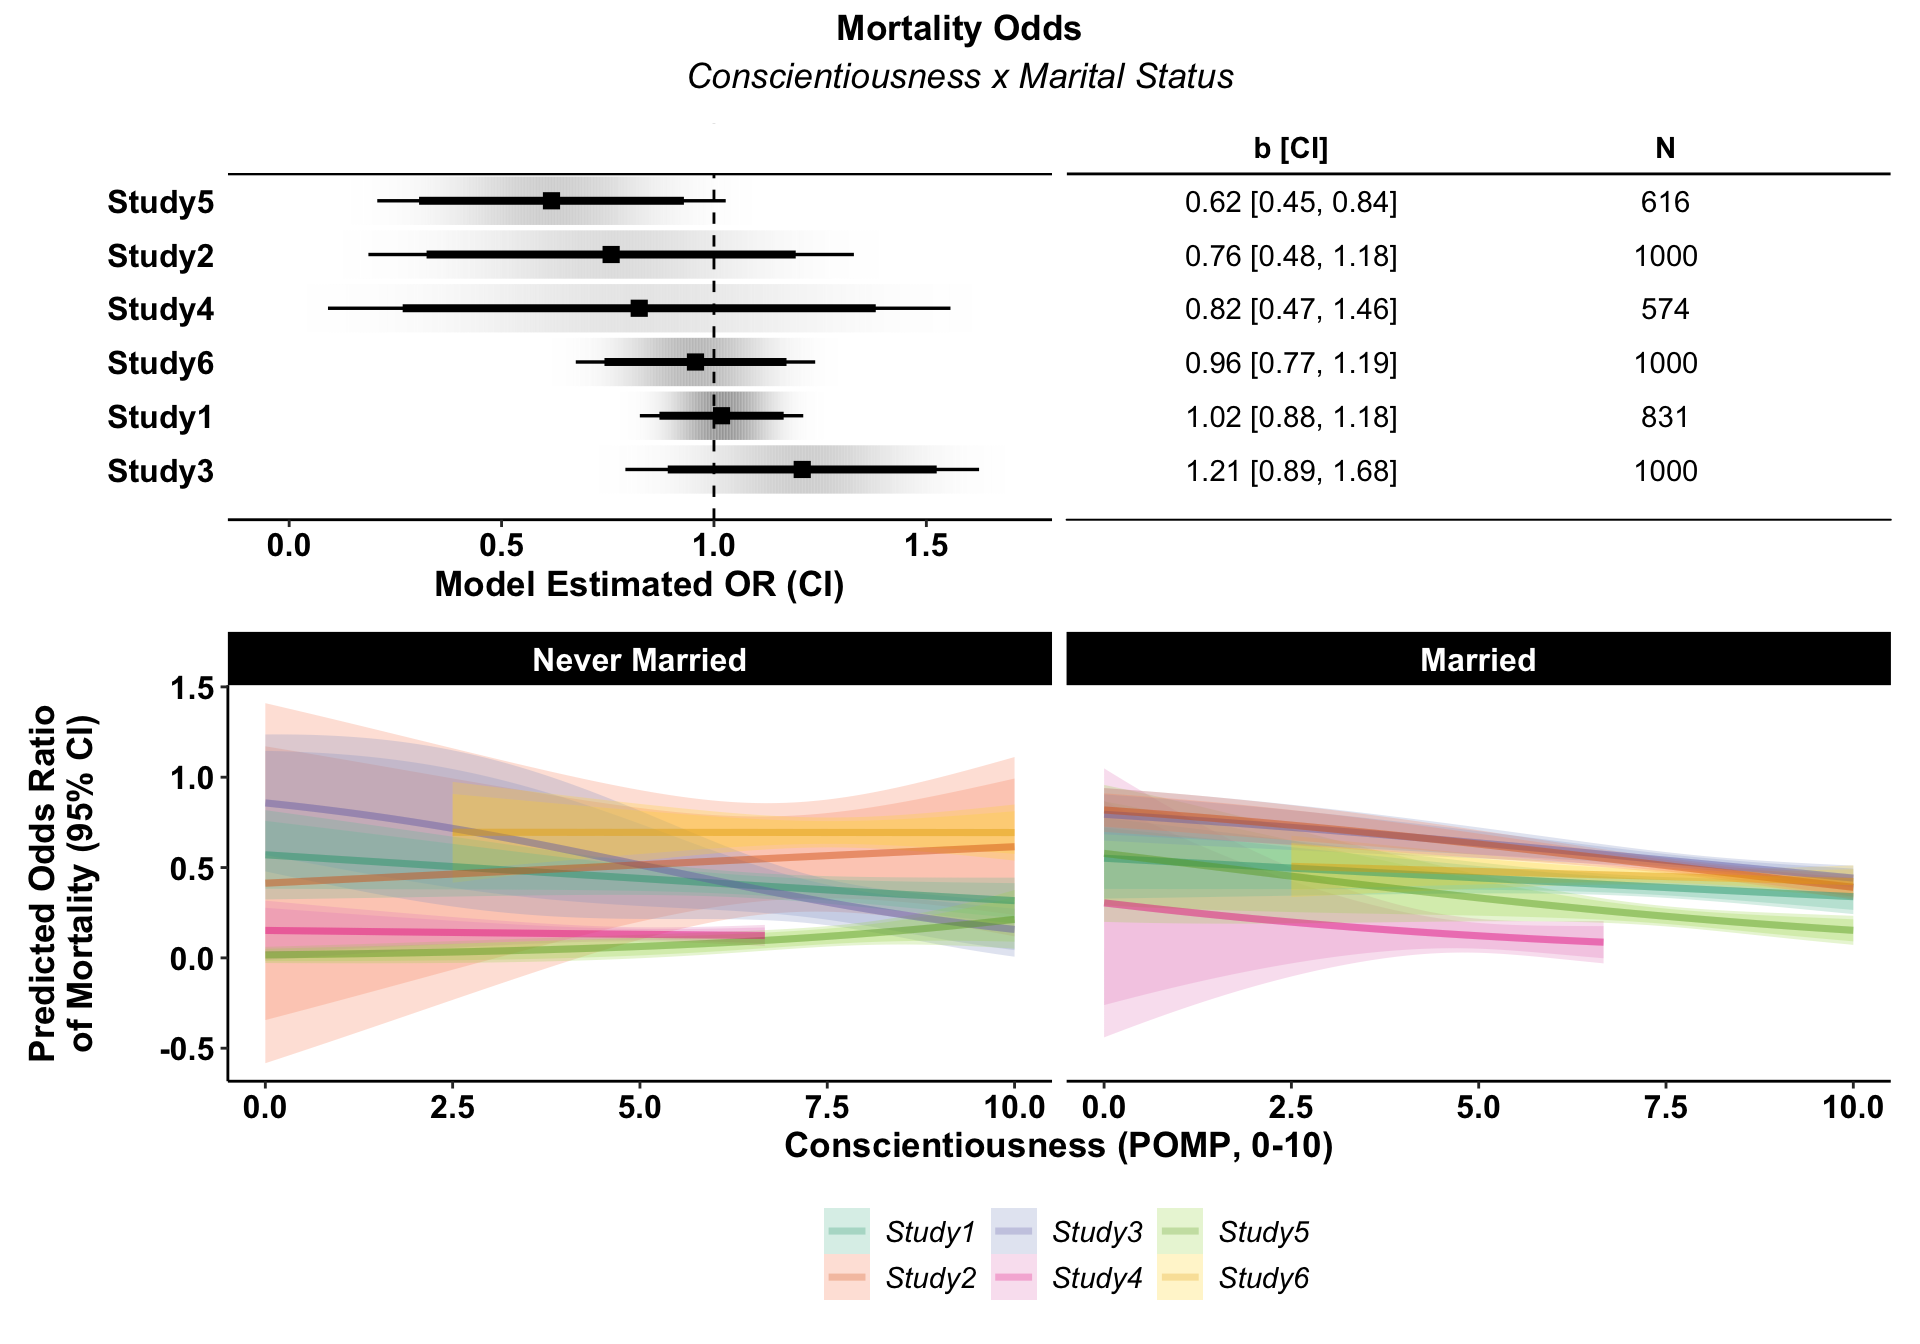 Mortality Odds
Conscientiousness x Marital Status
b [CI] N
Study5 0.62 [0.45, 0.84] 616
Study2 0.76 [0.48, 1.18] 1000
Study4 0.82 [0.47, 1.46] 574
Study6 0.96 [0.77, 1.19] 1000
Study1 1.02 [0.88, 1.18] 831
Study3 1.21 [0.89, 1.68] 1000
0.0 0.5 1.0 1.5
Model Estimated OR (CI)
Never Married Married
Predicted Odds Ratio
of Mortality (95% CI)
1.5
1.0
0.5
0.0
-0.5
0.0 2.5 5.0 7.5 10.0 0.0 2.5 5.0 7.5 10.0
Conscientiousness (POMP, 0-10)
Study1 Study3 Study5
Study2 Study4 Study6